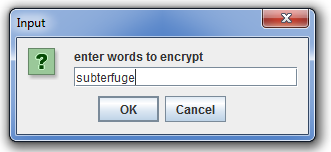 Input
enter words to encrypt
subterfuge
OK Cancel